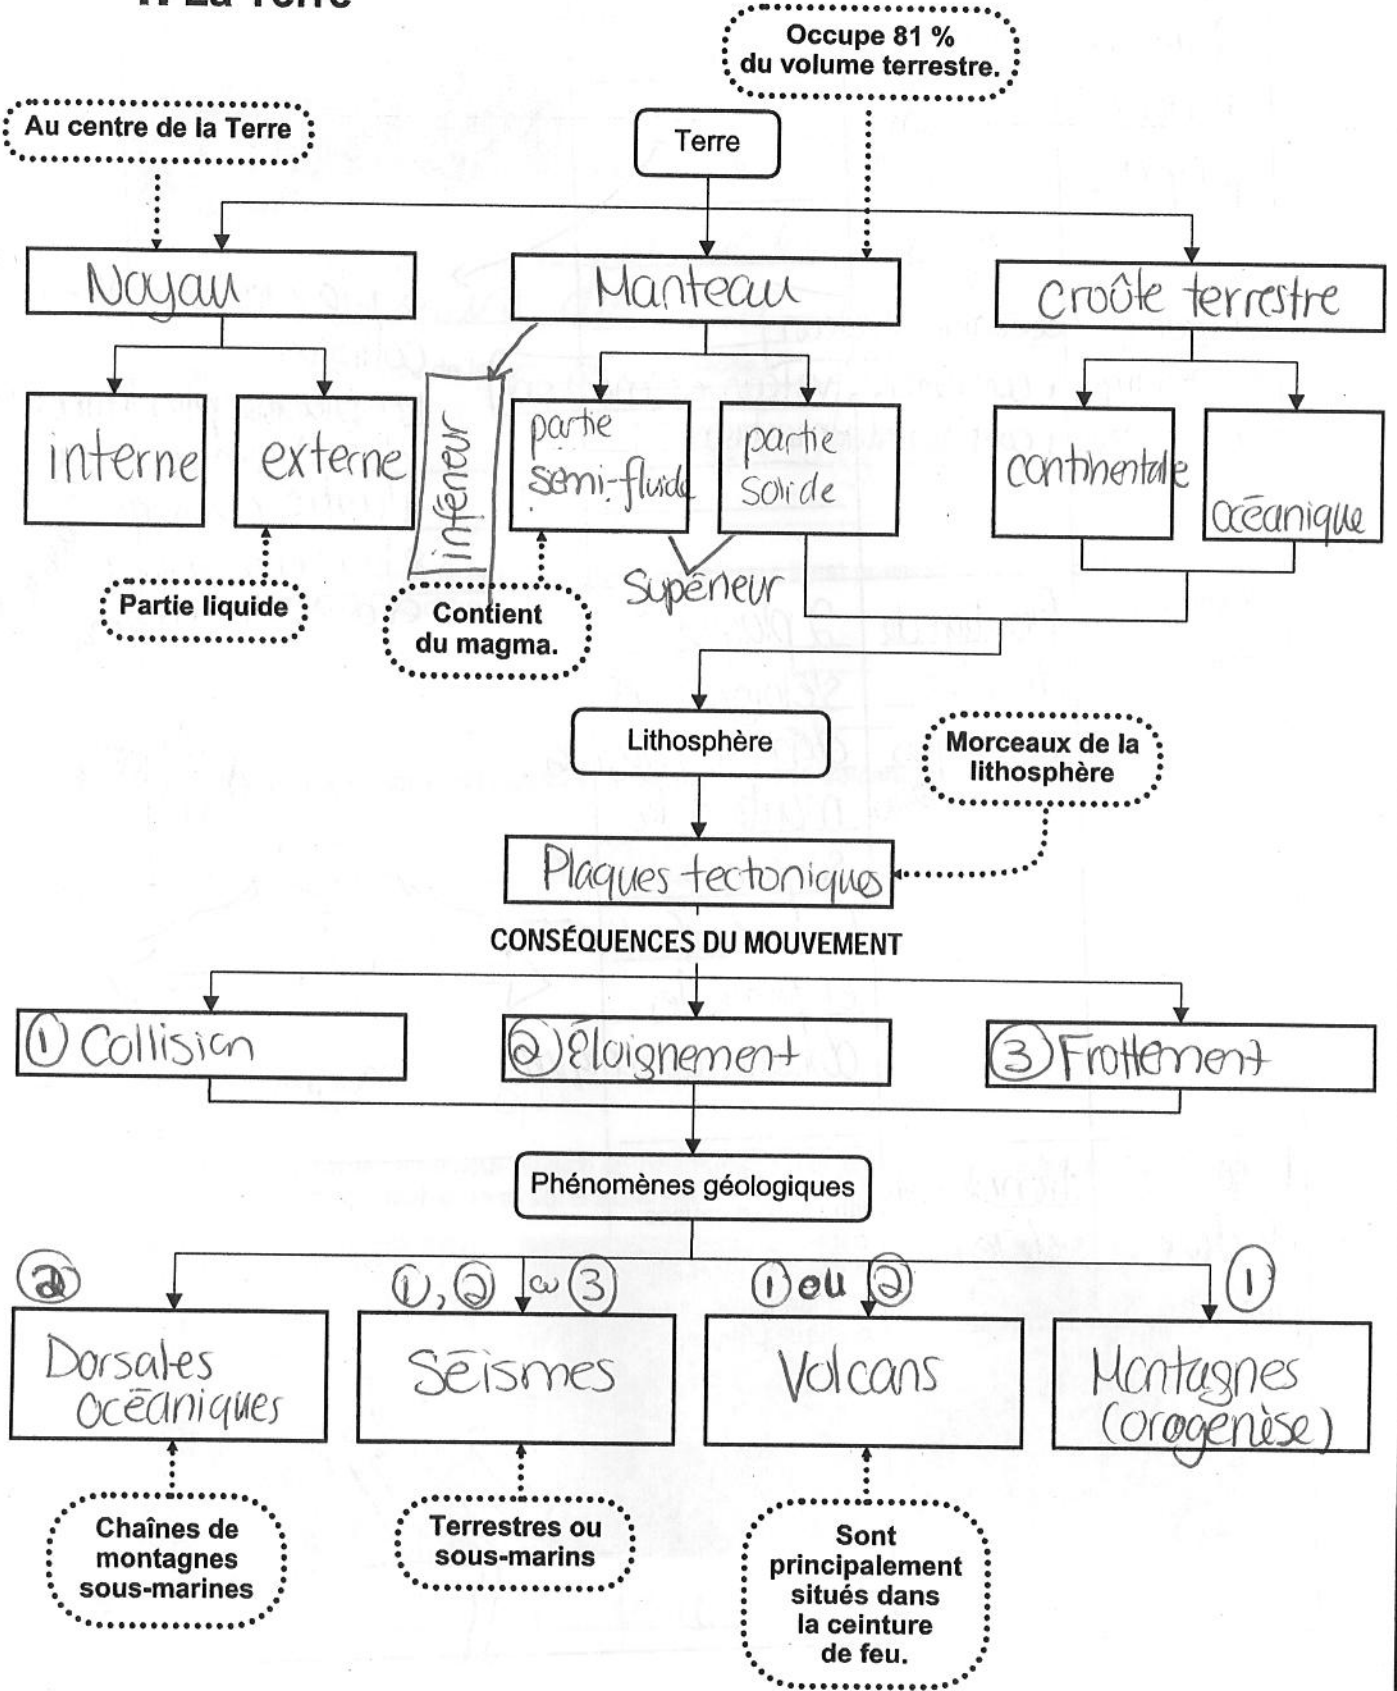 1. La Terre
Occupe 81 %
du volume terrestre.
Au centre de la Terre
Terre
Noyau
Manteau
Croûte terrestre
interne
externe
inférieur
partie
semi-fluide
partie
solide
continentale
océanique
Supérieur
Partie liquide
Contient
du magma.
Lithosphère
Morceaux de la
lithosphère
Plaques tectoniques
CONSÉQUENCES DU MOUVEMENT
① Collision
② Éloignement
③ Frottement
Phénomènes géologiques
②
①, ② ou ③
① ou ②
①
Dorsales
océaniques
Séismes
Volcans
Montagnes
(orogenèse)
Chaînes de
montagnes
sous-marines
Terrestres ou
sous-marins
Sont
principalement
situés dans
la ceinture
de feu.